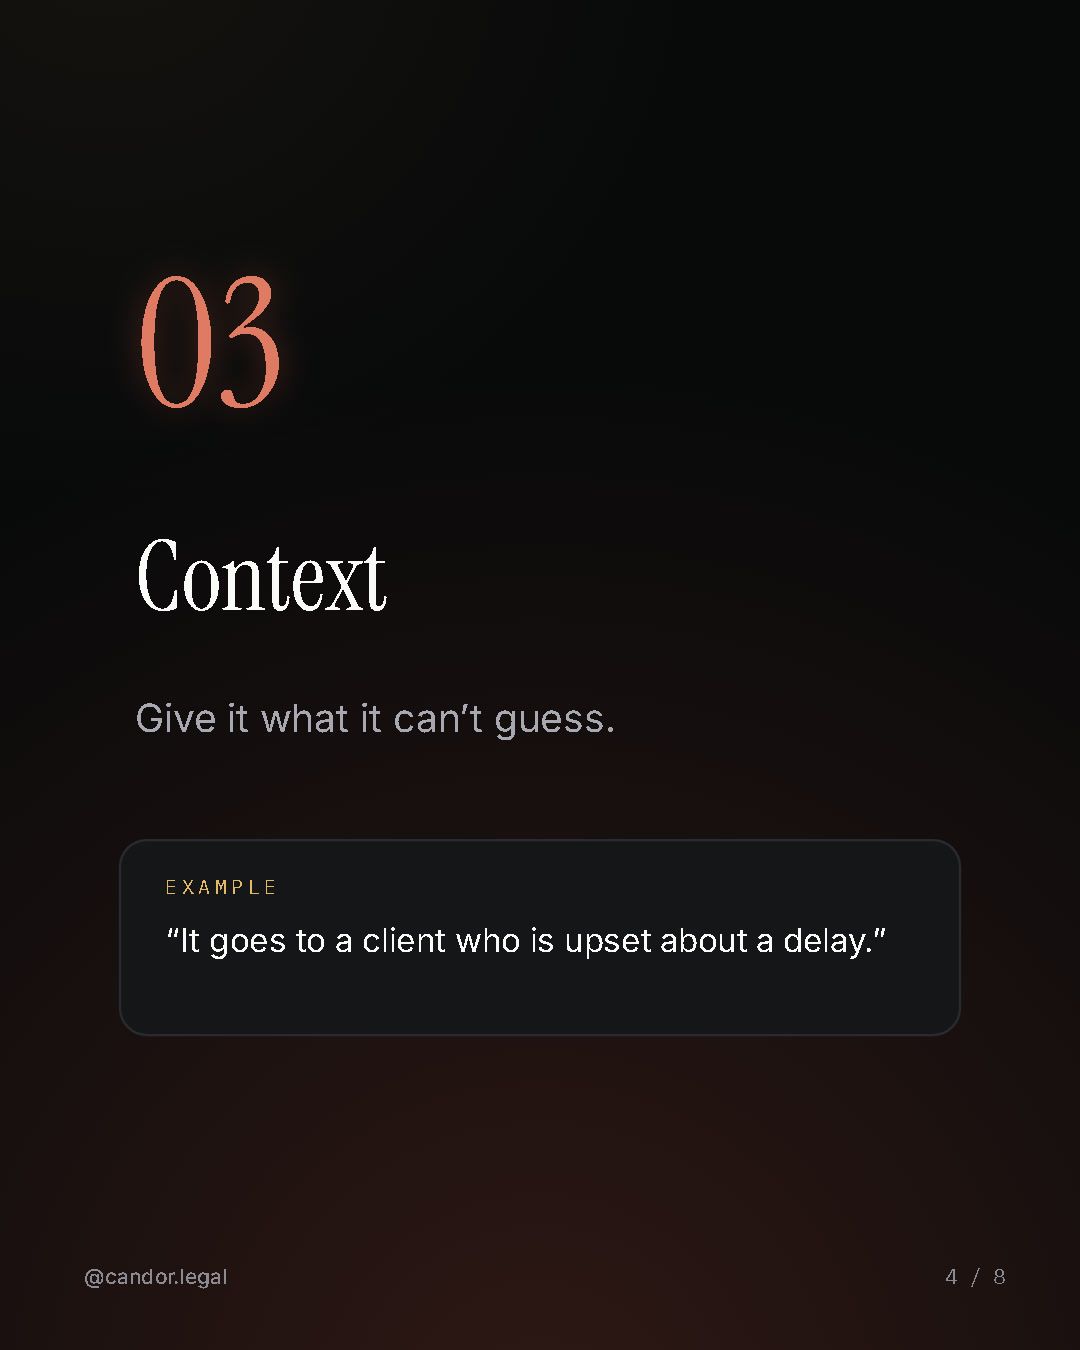 03
Context
Give it what it can’t guess.
EXAMPLE
“It goes to a client who is upset about a delay.”
@candor.legal
4 / 8